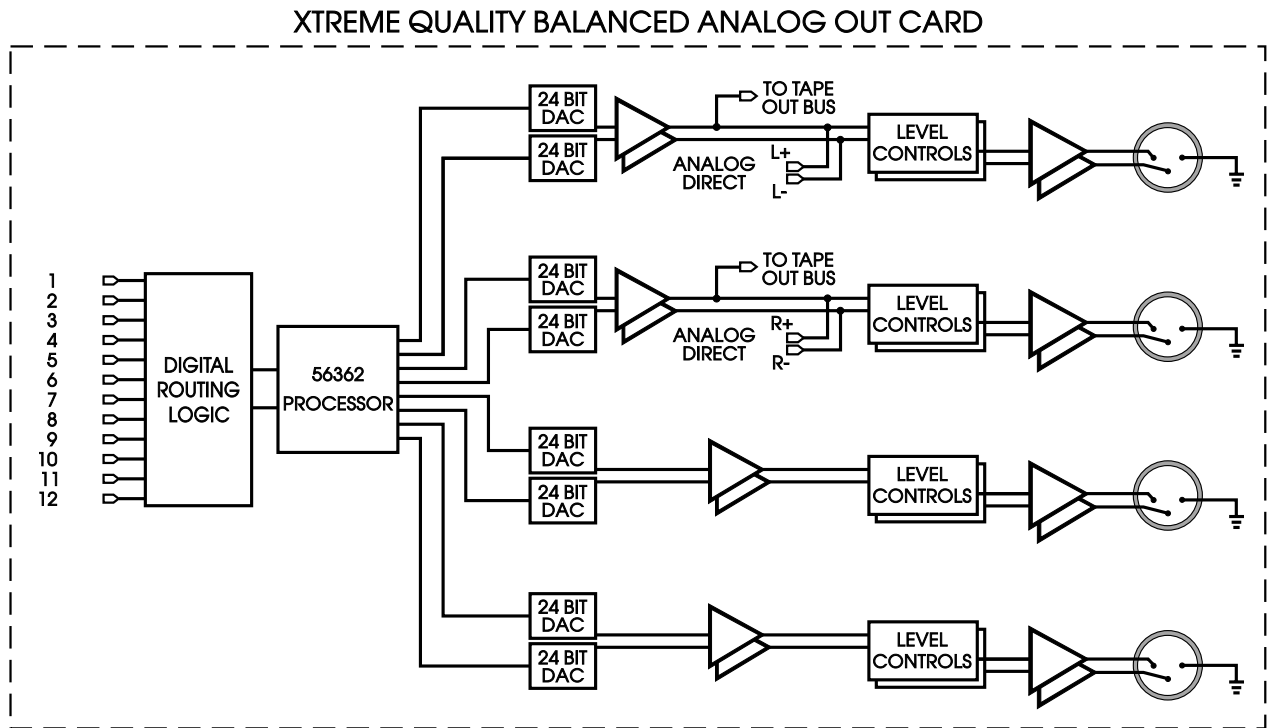 XTREME QUALITY BALANCED ANALOG OUT CARD
24 BIT
DAC
24 BIT
DAC
TO TAPE
OUT BUS
L+
L-
ANALOG
DIRECT
LEVEL
CONTROLS
24 BIT
DAC
24 BIT
DAC
TO TAPE
OUT BUS
R+
R-
ANALOG
DIRECT
LEVEL
CONTROLS
1
2
3
4
5
6
7
8
9
10
11
12
DIGITAL
ROUTING
LOGIC
56362
PROCESSOR
24 BIT
DAC
24 BIT
DAC
LEVEL
CONTROLS
24 BIT
DAC
24 BIT
DAC
LEVEL
CONTROLS